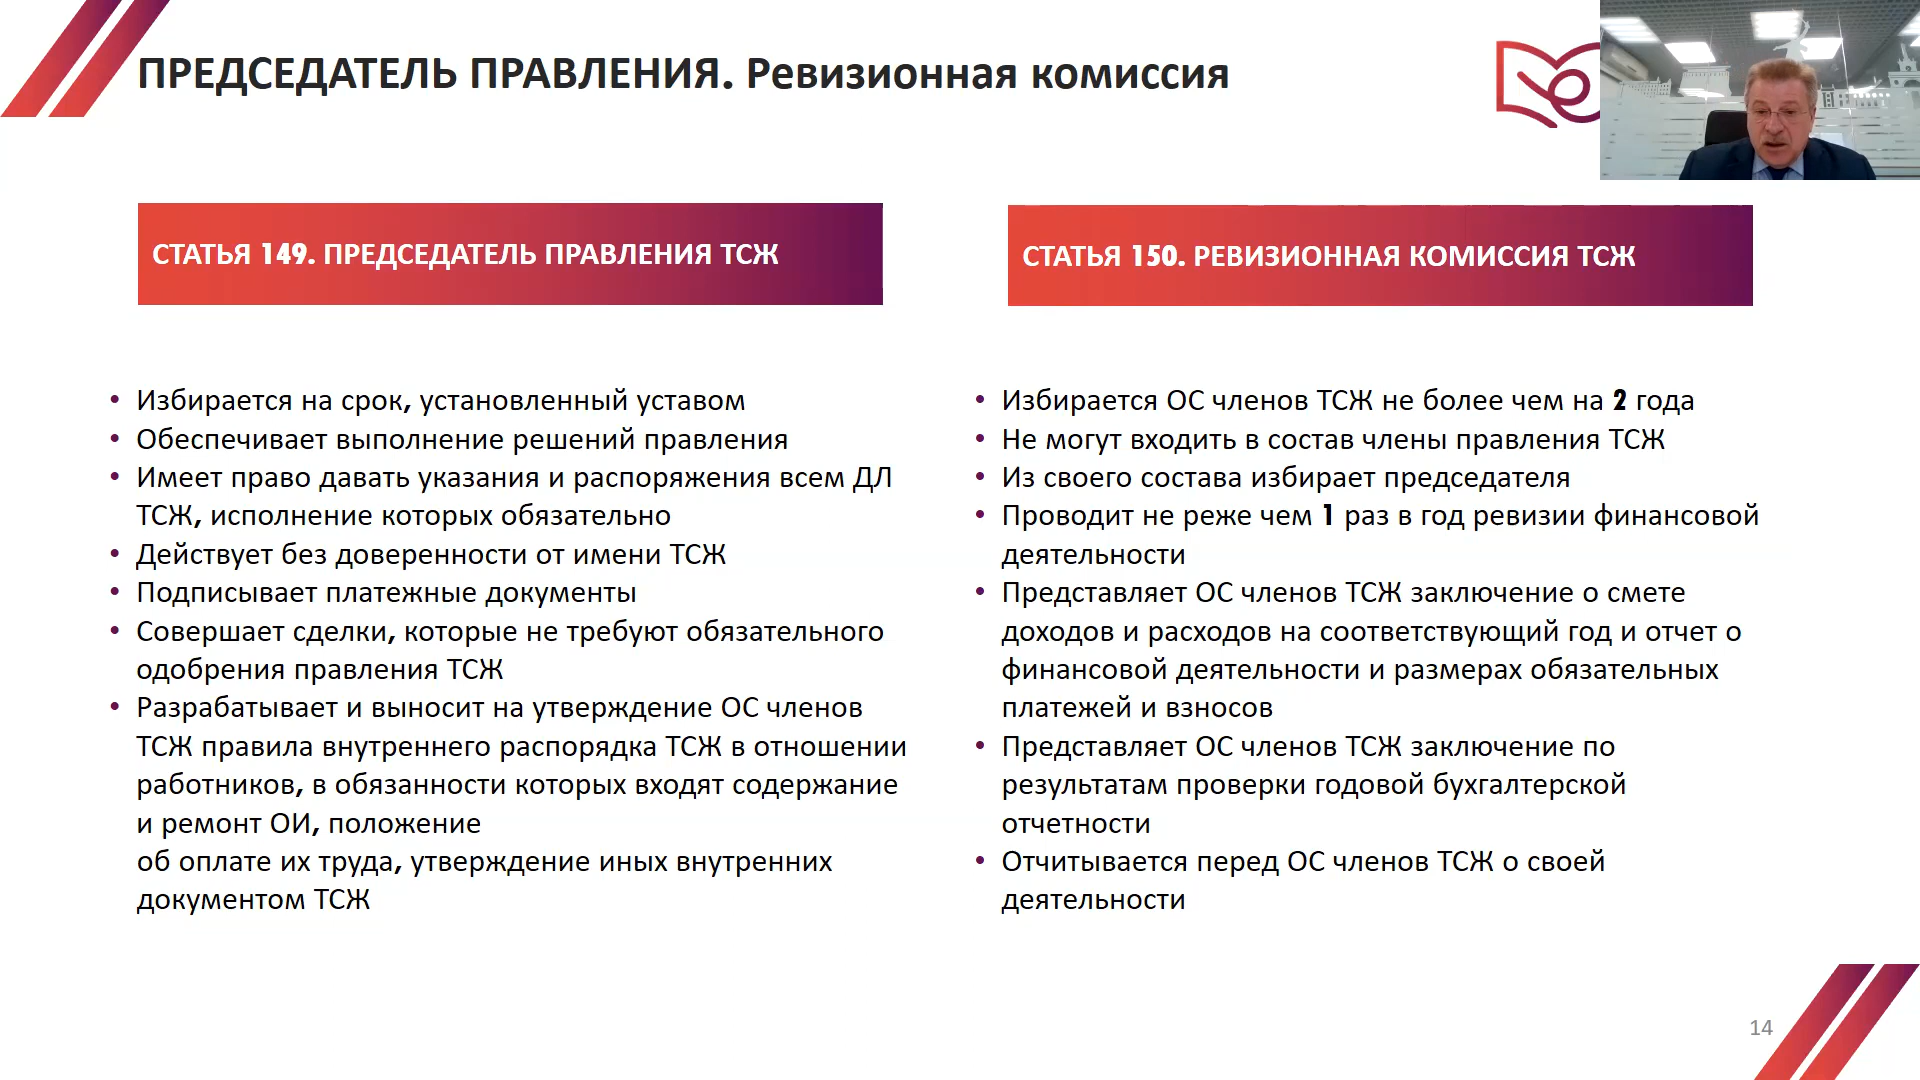 ПРЕДСЕДАТЕЛЬ ПРАВЛЕНИЯ. Ревизионная комиссия
СТАТЬЯ 149. ПРЕДСЕДАТЕЛЬ ПРАВЛЕНИЯ ТСЖ
• Избирается на срок, установленный уставом
• Обеспечивает выполнение решений правления
• Имеет право давать указания и распоряжения всем ДЛ
ТСЖ, исполнение которых обязательно
• Действует без доверенности от имени ТСЖ
• Подписывает платежные документы
• Совершает сделки, которые не требуют обязательного
одобрения правления ТСЖ
• Разрабатывает и выносит на утверждение ОС членов
ТСЖ правила внутреннего распорядка ТСЖ в отношении
работников, в обязанности которых входят содержание
и ремонт ОИ, положение
об оплате их труда, утверждение иных внутренних
документом ТСЖ
СТАТЬЯ 150. РЕВИЗИОННАЯ КОМИССИЯ ТСЖ
• Избирается ОС членов ТСЖ не более чем на 2 года
• Не могут входить в состав члены правления ТСЖ
• Из своего состава избирает председателя
• Проводит не реже чем 1 раз в год ревизии финансовой
деятельности
• Представляет ОС членов ТСЖ заключение о смете
доходов и расходов на соответствующий год и отчет о
финансовой деятельности и размерах обязательных
платежей и взносов
• Представляет ОС членов ТСЖ заключение по
результатам проверки годовой бухгалтерской
отчетности
• Отчитывается перед ОС членов ТСЖ о своей
деятельности
14